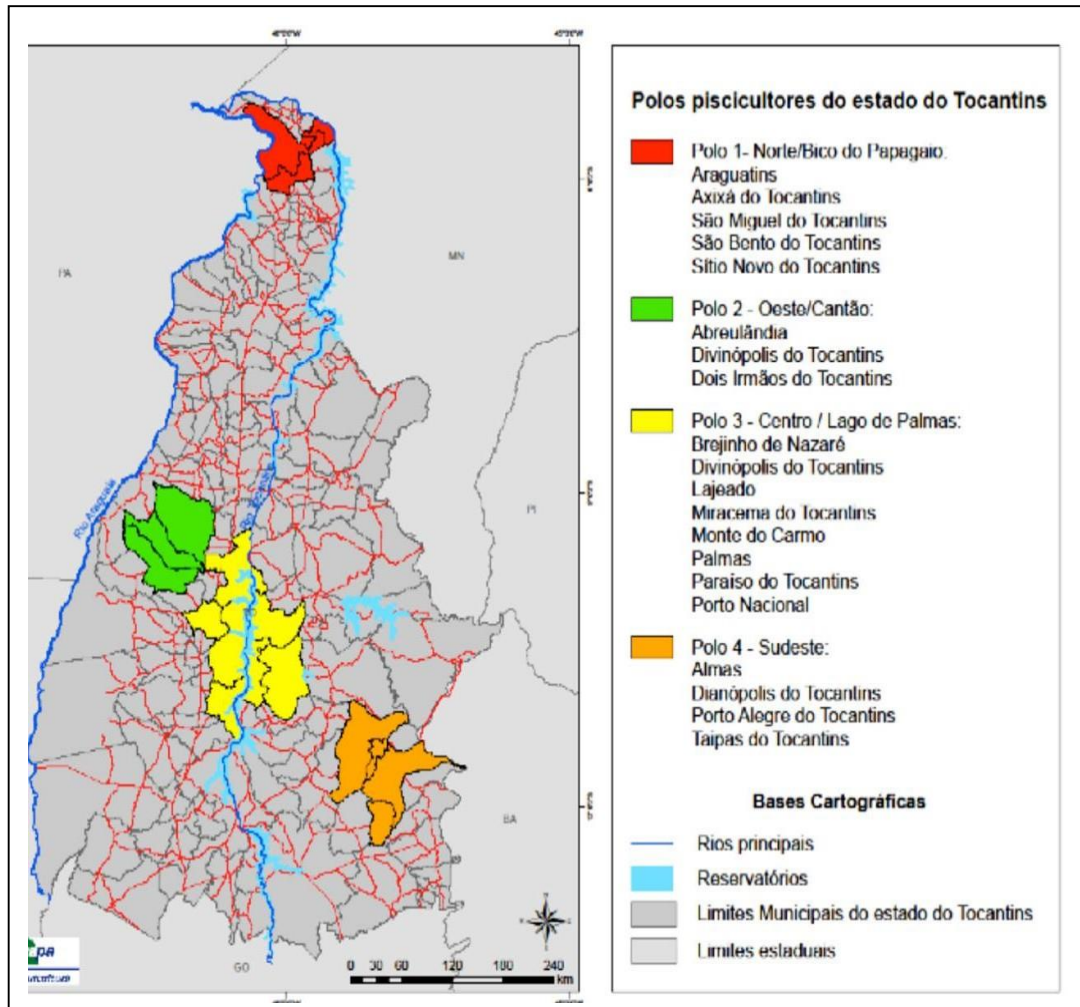 PA
MN
PI
BA
GO
Rio Araguaia
pa
0 30 60 120 180 240
km
Polos piscicultores do estado do Tocantins
Polo 1- Norte/Bico do Papagaio:
Araguatins
Axixá do Tocantins
São Miguel do Tocantins
São Bento do Tocantins
Sítio Novo do Tocantins
Polo 2 - Oeste/Cantão:
Abreulândia
Divinópolis do Tocantins
Dois Irmãos do Tocantins
Polo 3 - Centro / Lago de Palmas:
Brejinho de Nazaré
Divinópolis do Tocantins
Lajeado
Miracema do Tocantins
Monte do Carmo
Palmas
Paraíso do Tocantins
Porto Nacional
Polo 4 - Sudeste:
Almas
Dianópolis do Tocantins
Porto Alegre do Tocantins
Taipas do Tocantins
Bases Cartográficas
Rios principais
Reservatórios
Limites Municipais do estado do Tocantins
Limites estaduais